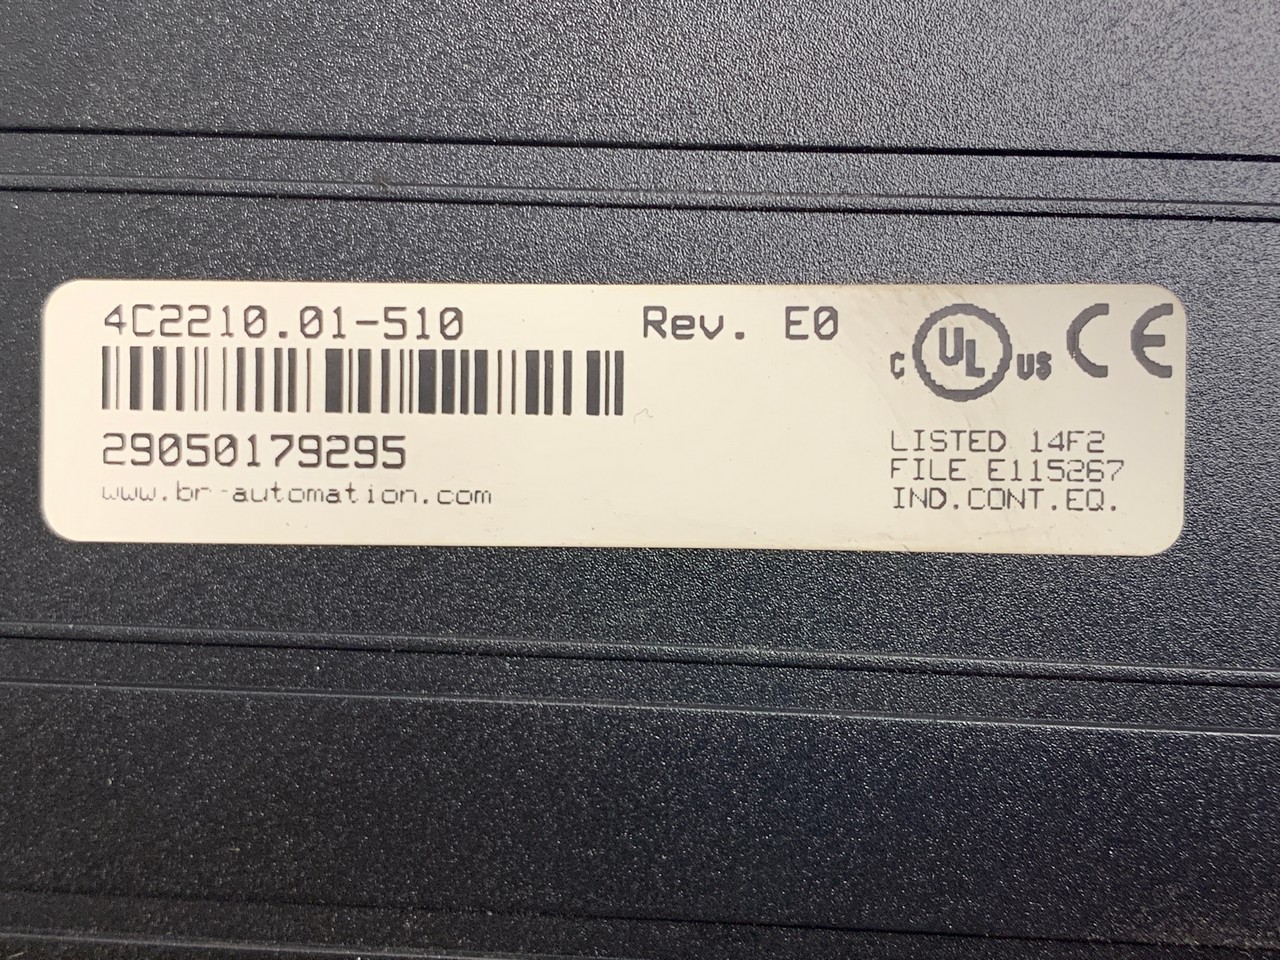 4C2210.01-510 Rev. E0
29050179295
www.br-automation.com
C UL US CE
LISTED 14F2
FILE E115267
IND.CONT.EQ.